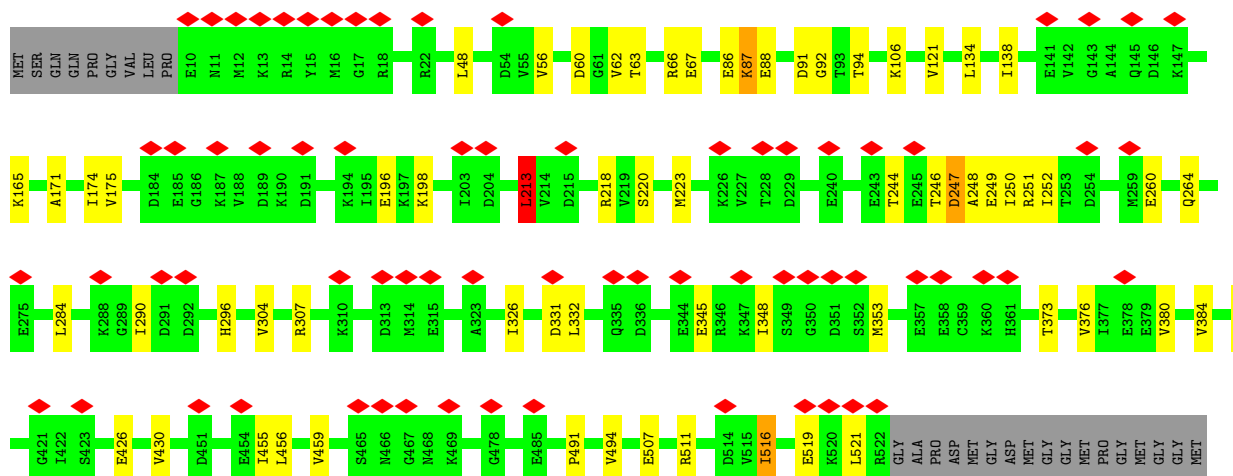 MET SER GLN GLN PRO GLY VAL LEU PRO E10 N11 M12 K13 R14 Y15 M16 G17 R18 R22 L48 D54 V55 V56 D60 G61 V62 T63 R66 E67 E86 K87 E88 D91 G92 T93 T94 K106 V121 L134 I138 E141 V142 G143 A144 Q145 D146 K147
K165 A171 I174 V175 D184 E185 G186 K187 V188 D189 K190 D191 K194 I195 E196 K197 K198 I203 D204 L213 V214 D215 R218 V219 S220 M223 K226 V227 T228 D229 E240 E243 T244 E245 T246 D247 A248 E249 I250 R251 I252 T253 D254 M259 E260 Q264
E275 L284 K288 G289 I290 D291 D292 H296 V304 R307 K310 D313 M314 E315 A323 I326 D331 L332 Q335 D336 E344 E345 R346 K347 I348 S349 G350 D351 S352 M353 E357 E358 C359 K360 H361 T373 V376 I377 E378 E379 V380 V384
G421 I422 S423 E426 V430 D451 E454 I455 L456 V459 S465 N466 G467 N468 K469 G478 E485 P491 V494 E507 R511 D514 V515 I516 E519 K520 L521 R522 GLY ALA PRO ASP MET GLY GLY ASP MET GLY GLY MET PRO GLY MET GLY GLY MET